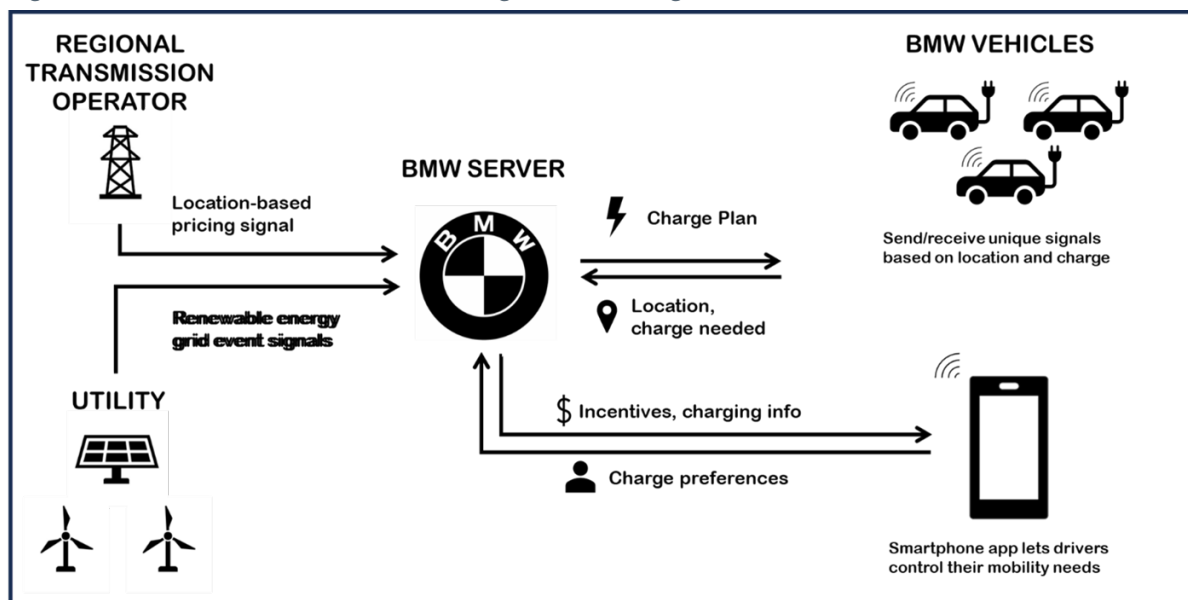 REGIONAL
TRANSMISSION
OPERATOR
Location-based
pricing signal
Renewable energy
grid event signals
UTILITY
BMW SERVER
B M W
Charge Plan
Location,
charge needed
$ Incentives, charging info
Charge preferences
BMW VEHICLES
Send/receive unique signals
based on location and charge
Smartphone app lets drivers
control their mobility needs